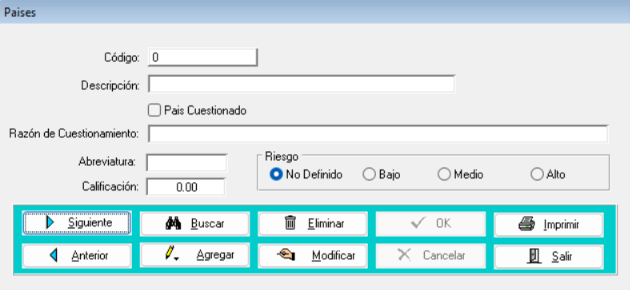 Paises
Código: 0
Descripción:
Pais Cuestionado
Razón de Cuestionamiento:
Abreviatura:
Calificación: 0.00
Riesgo
No Definido Bajo Medio Alto
Siguiente Buscar Eliminar OK Imprimir
Anterior Agregar Modificar Cancelar Salir